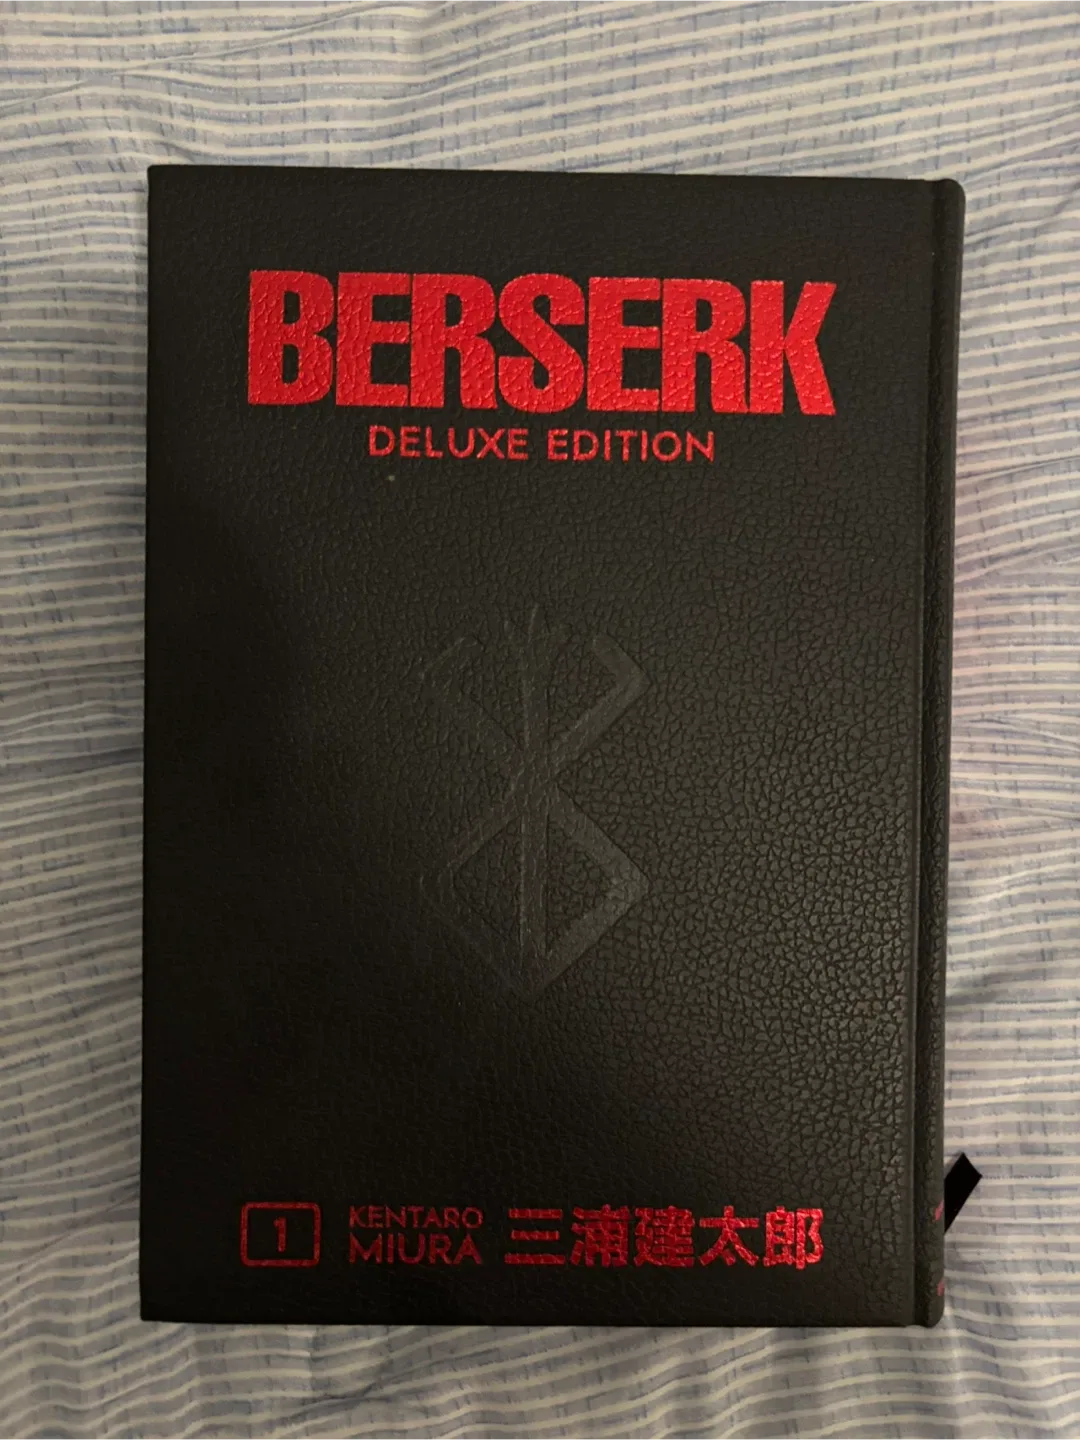 BERSERK
DELUXE EDITION
1
KENTARO
MIURA
三浦建太郎